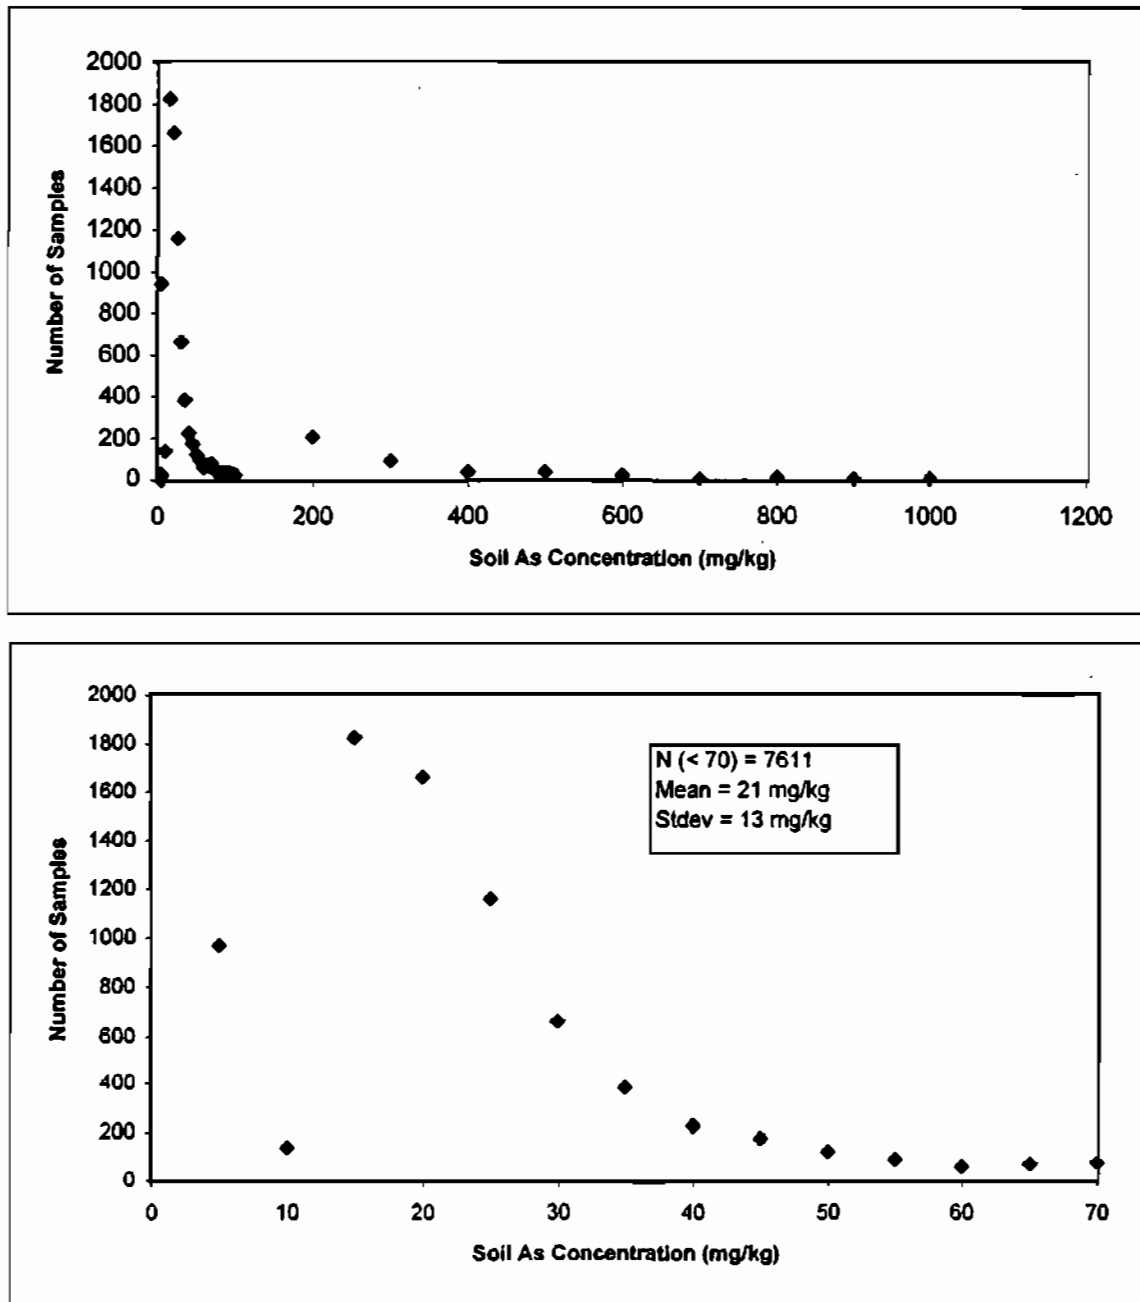 2000
1800
1600
1400
1200
1000
800
600
400
200
0
Number of Samples
0 200 400 600 800 1000 1200
Soil As Concentration (mg/kg)
2000
1800
1600
1400
1200
1000
800
600
400
200
0
Number of Samples
N (< 70) = 7611
Mean = 21 mg/kg
Stdev = 13 mg/kg
0 10 20 30 40 50 60 70
Soil As Concentration (mg/kg)